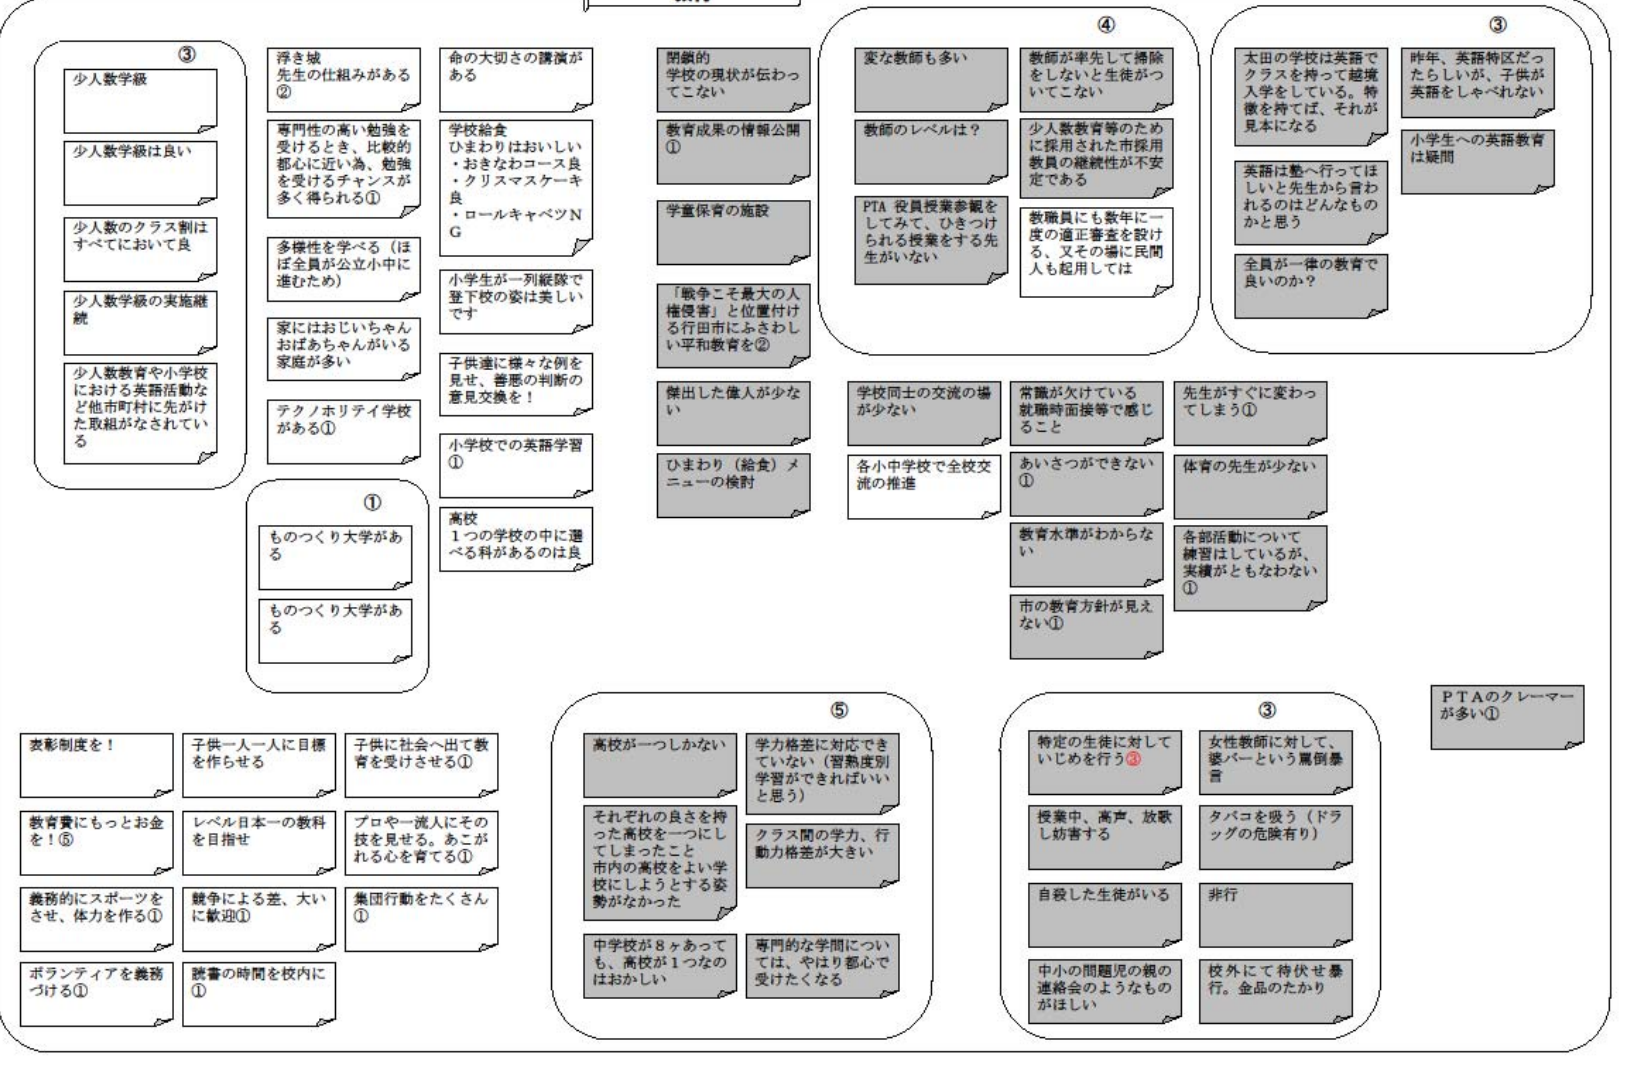 ③
少人数学級
少人数学級は良い
少人数のクラス割は
すべてにおいて良
少人数学級の実施継
続
少人数教育や小学校
における英語活動な
ど他市町村に先がけ
た取組がなされてい
る
浮き城
先生の仕組みがある
②
専門性の高い勉強を
受けるとき、比較的
都心に近い為、勉強
を受けるチャンスが
多く得られる①
多様性を学べる（ほ
ぼ全員が公立小中に
進むため）
家にはおじいちゃん
おばあちゃんがいる
家庭が多い
テクノホリテイ学校
がある①
命の大切さの講演が
ある
学校給食
ひまわりはおいしい
・おきなわコース良
・クリスマスケーキ
良
・ロールキャベツＮ
Ｇ
小学生が一列縦隊で
登下校の姿は美しい
です
子供達に様々な例を
見せ、善悪の判断の
意見交換を！
小学校での英語学習
①
高校
１つの学校の中に選
べる科があるのは良
①
ものつくり大学があ
る
ものつくり大学があ
る
閉鎖的
学校の現状が伝わっ
てこない
教育成果の情報公開
①
学童保育の施設
「戦争こそ最大の人
権侵害」と位置付け
る行田市にふさわし
い平和教育を②
傑出した偉人が少な
い
ひまわり（給食）メ
ニューの検討
④
変な教師も多い
教師のレベルは？
PTA 役員授業参観を
してみて、ひきつけ
られる授業をする先
生がいない
教師が率先して掃除
をしないと生徒がつ
いてこない
少人数教育等のため
に採用された市採用
教員の継続性が不安
定である
教職員にも数年に一
度の適正審査を設け
る、又その場に民間
人も起用しては
③
太田の学校は英語で
クラスを持って越境
入学をしている。特
徴を持てば、それが
見本になる
英語は塾へ行ってほ
しいと先生から言わ
れるのはどんなもの
かと思う
全員が一律の教育で
良いのか？
昨年、英語特区だっ
たらしいが、子供が
英語をしゃべれない
小学生への英語教育
は疑問
学校同士の交流の場
が少ない
各小中学校で全校交
流の推進
常識が欠けている
就職時面接等で感じ
ること
あいさつができない
①
教育水準がわからな
い
市の教育方針が見え
ない①
先生がすぐに変わっ
てしまう①
体育の先生が少ない
各部活動について
練習はしているが、
実績がともなわない
①
ＰＴＡのクレーマー
が多い①
表彰制度を！
子供一人一人に目標
を作らせる
子供に社会へ出て教
育を受けさせる①
教育費にもっとお金
を！⑤
レベル日本一の教科
を目指せ
プロや一流人にその
技を見せる。あこが
れる心を育てる①
義務的にスポーツを
させ、体力を作る①
競争による差、大い
に歓迎①
集団行動をたくさん
①
ボランティアを義務
づける①
読書の時間を校内に
①
⑤
高校が一つしかない
それぞれの良さを持
った高校を一つにし
てしまったこと
市内の高校をよい学
校にしようとする姿
勢がなかった
中学校が８ヶあって
も、高校が１つなの
はおかしい
学力格差に対応でき
ていない（習熟度別
学習ができればいい
と思う）
クラス間の学力、行
動力格差が大きい
専門的な学問につい
ては、やはり都心で
受けたくなる
③
特定の生徒に対して
いじめを行う③
授業中、高声、放歌
し妨害する
自殺した生徒がいる
中小の問題児の親の
連絡会のようなもの
がほしい
女性教師に対して、
婆バーという罵倒暴
言
タバコを吸う（ドラ
ッグの危険有り）
非行
校外にて待伏せ暴
行。金品のたかり